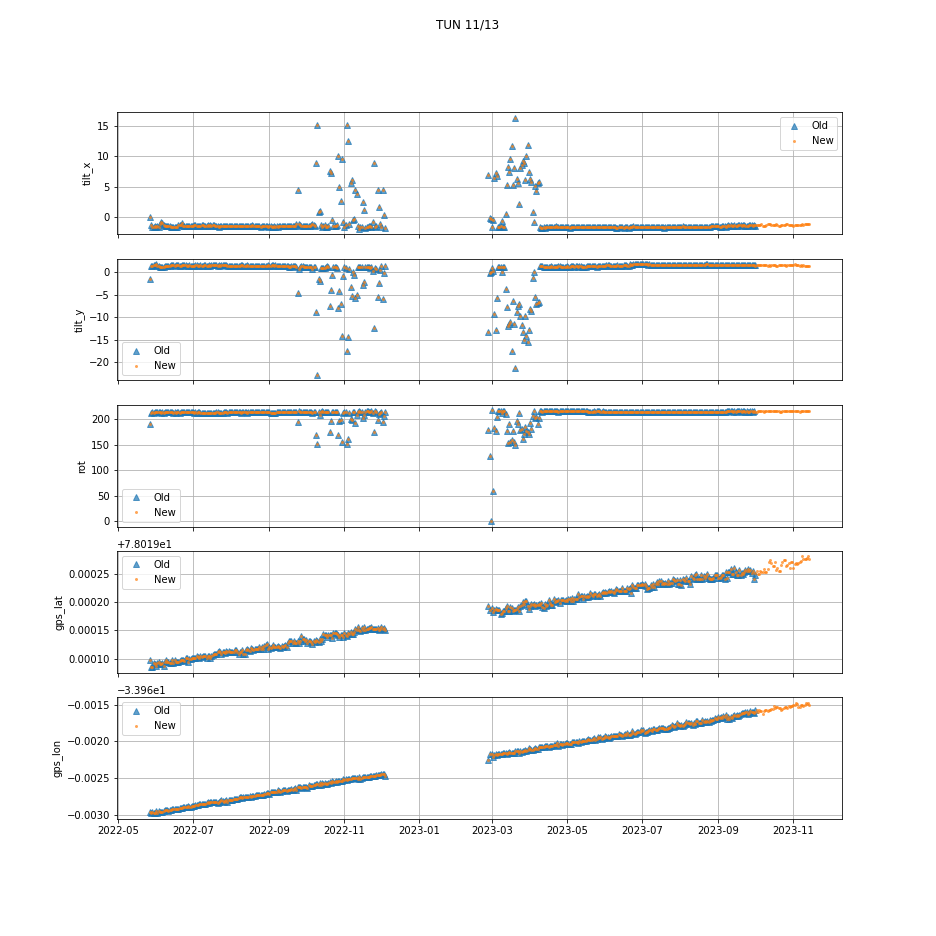 TUN 11/13
15
10
5
0
tilt_x
Old
New
0
−5
−10
−15
−20
tilt_y
Old
New
200
150
100
50
0
rot
Old
New
+7.8019e1
0.00025
0.00020
0.00015
0.00010
gps_lat
Old
New
−3.396e1
−0.0015
−0.0020
−0.0025
−0.0030
gps_lon
Old
New
2022-05 2022-07 2022-09 2022-11 2023-01 2023-03 2023-05 2023-07 2023-09 2023-11